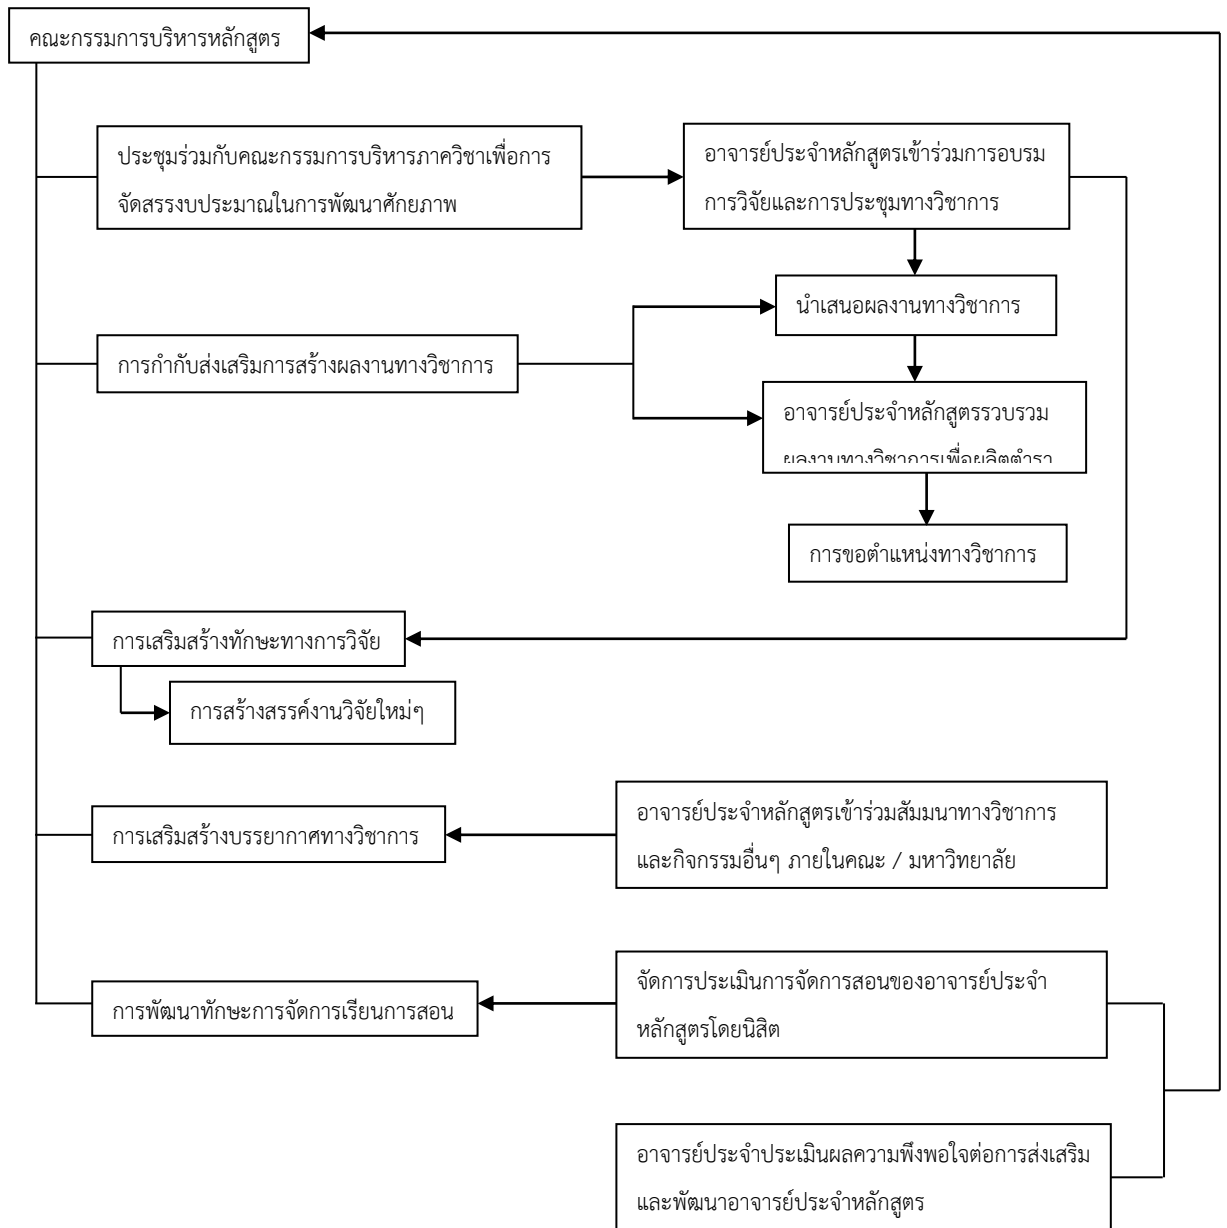 คณะกรรมการบริหารหลักสูตร
ประชุมร่วมกับคณะกรรมการบริหารภาควิชาเพื่อการ
จัดสรรงบประมาณในการพัฒนาศักยภาพ
อาจารย์ประจำหลักสูตรเข้าร่วมการอบรม
การวิจัยและการประชุมทางวิชาการ
นำเสนอผลงานทางวิชาการ
การกำกับส่งเสริมการสร้างผลงานทางวิชาการ
อาจารย์ประจำหลักสูตรรวบรวม
ผลงานทางวิชาการเพื่อผลิตตำรา
การขอตำแหน่งทางวิชาการ
การเสริมสร้างทักษะทางการวิจัย
การสร้างสรรค์งานวิจัยใหม่ๆ
อาจารย์ประจำหลักสูตรเข้าร่วมสัมมนาทางวิชาการ
และกิจกรรมอื่นๆ ภายในคณะ / มหาวิทยาลัย
การเสริมสร้างบรรยากาศทางวิชาการ
จัดการประเมินการจัดการสอนของอาจารย์ประจำ
หลักสูตรโดยนิสิต
การพัฒนาทักษะการจัดการเรียนการสอน
อาจารย์ประจำประเมินผลความพึงพอใจต่อการส่งเสริม
และพัฒนาอาจารย์ประจำหลักสูตร